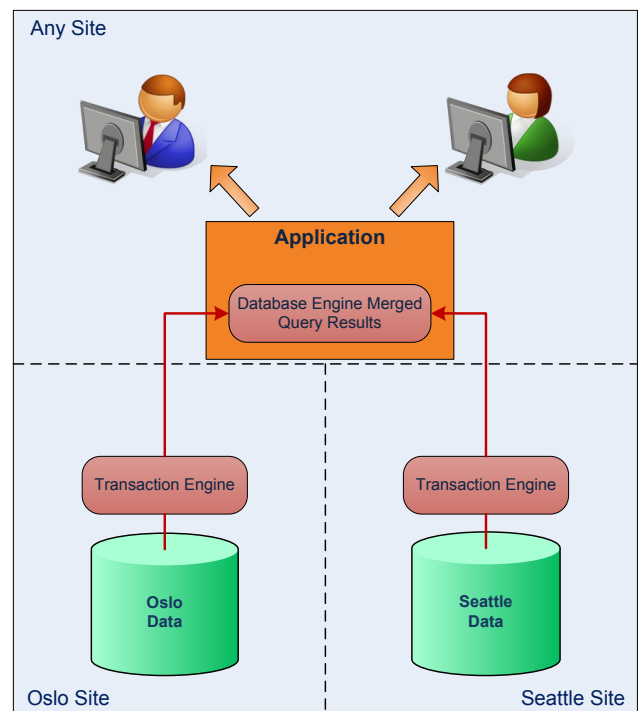 Any Site
Application
Database Engine Merged
Query Results
Transaction Engine
Transaction Engine
Oslo
Data
Seattle
Data
Oslo Site
Seattle Site